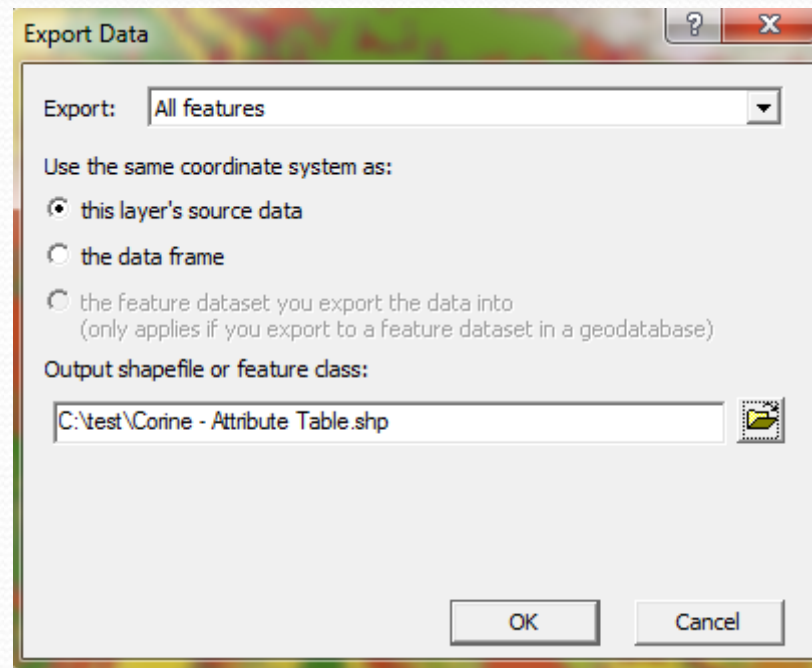 Export Data
Export: All features
Use the same coordinate system as:
this layer's source data
the data frame
the feature dataset you export the data into
(only applies if you export to a feature dataset in a geodatabase)
Output shapefile or feature class:
C:\test\Corine - Attribute Table.shp
OK Cancel